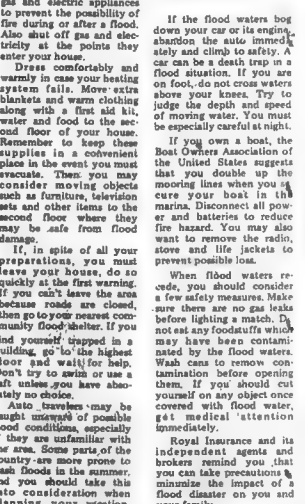 gas and electric appliances
to prevent the possibility of
fire during or after a flood.
Also shut off gas and elec-
tricity at the points they
enter your house.
Dress comfortably and
warmly in case your heating
system fails. Move extra
blankets and warm clothing
along with a first aid kit,
water and food to the sec-
ond floor of your house.
Remember to keep these
supplies in a convenient
place in the event you must
evacuate. Then you may
consider moving objects
such as furniture, television
sets and other items to the
second floor where they
may be safe from flood
damage.
If, in spite of all your
preparations, you must
leave your house, do so
quickly at the first warning.
If you can't leave the area
because roads are closed,
then go to your nearest com-
munity flood shelter. If you
find yourself trapped in a
building, go to the highest
floor and wait for help.
Don't try to swim or use a
raft unless you have abso-
lutely no choice.
Auto travelers may be
caught unaware of possible
flood conditions, especially
if they are unfamiliar with
the area. Some parts of the
country are more prone to
flash floods in the summer,
and you should take this
into consideration when
If the flood waters bog
down your car or its engine,
abandon the auto immedi-
ately and climb to safety. A
car can be a death trap in a
flood situation. If you are
on foot, do not cross waters
above your knees. Try to
judge the depth and speed
of moving water. You must
be especially careful at night.
If you own a boat, the
Boat Owners Association of
the United States suggests
that you double up the
mooring lines when you se-
cure your boat in the
marina. Disconnect all pow-
er and batteries to reduce
fire hazard. You may also
want to remove the radio,
stove and life jackets to
prevent possible loss.
When flood waters re-
cede, you should consider
a few safety measures. Make
sure there are no gas leaks
before lighting a match. Do
not eat any foodstuffs which
may have been contami-
nated by the flood waters.
Wash cans to remove con-
tamination before opening
them. If you should cut
yourself on any object once
covered with flood water,
get medical attention
immediately.
Royal Insurance and its
independent agents and
brokers remind you that
you can take precautions to
minimize the impact of a
flood disaster on you and